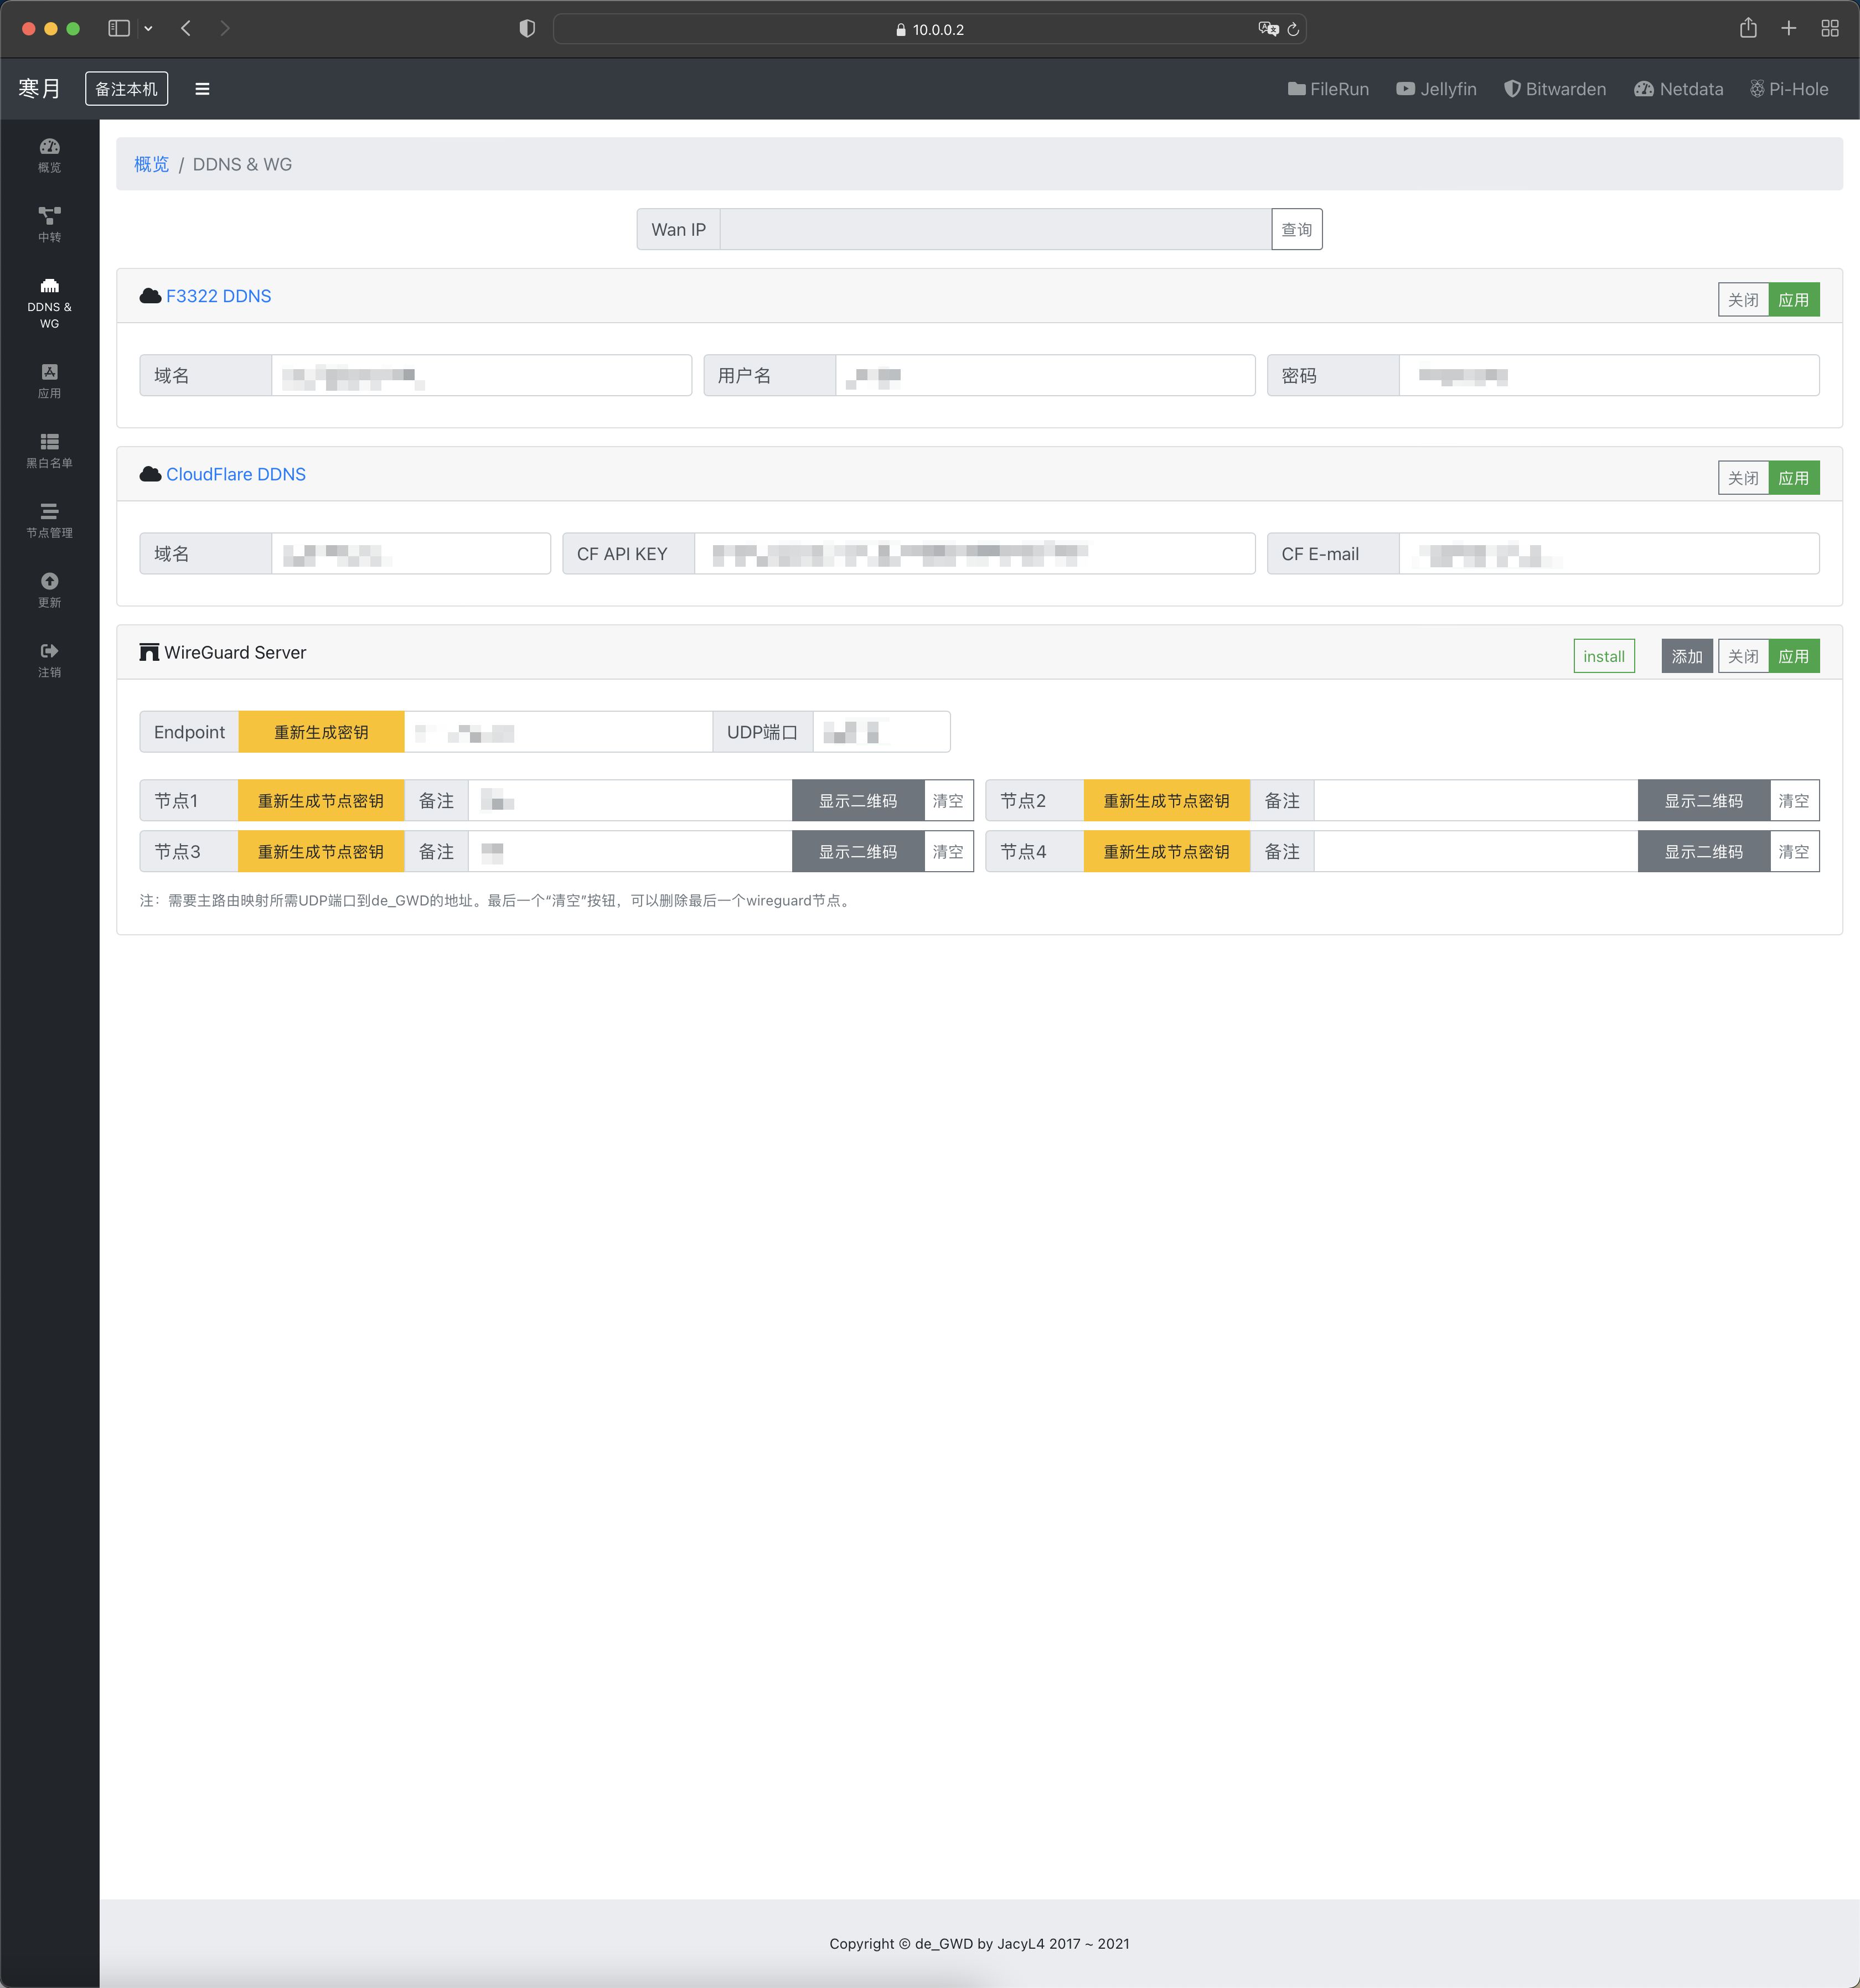 10.0.0.2
寒月 备注本机 FileRun Jellyfin Bitwarden Netdata Pi-Hole
概览
中转
DDNS &
WG
应用
黑白名单
节点管理
更新
注销
概览 / DDNS & WG
Wan IP 查询
F3322 DDNS 关闭 应用
域名 用户名 密码
CloudFlare DDNS 关闭 应用
域名 CF API KEY CF E-mail
WireGuard Server install 添加 关闭 应用
Endpoint 重新生成密钥 UDP端口
节点1 重新生成节点密钥 备注 显示二维码 清空 节点2 重新生成节点密钥 备注 显示二维码 清空
节点3 重新生成节点密钥 备注 显示二维码 清空 节点4 重新生成节点密钥 备注 显示二维码 清空
注：需要主路由映射所需UDP端口到de_GWD的地址。最后一个“清空”按钮，可以删除最后一个wireguard节点。
Copyright © de_GWD by JacyL4 2017 ~ 2021